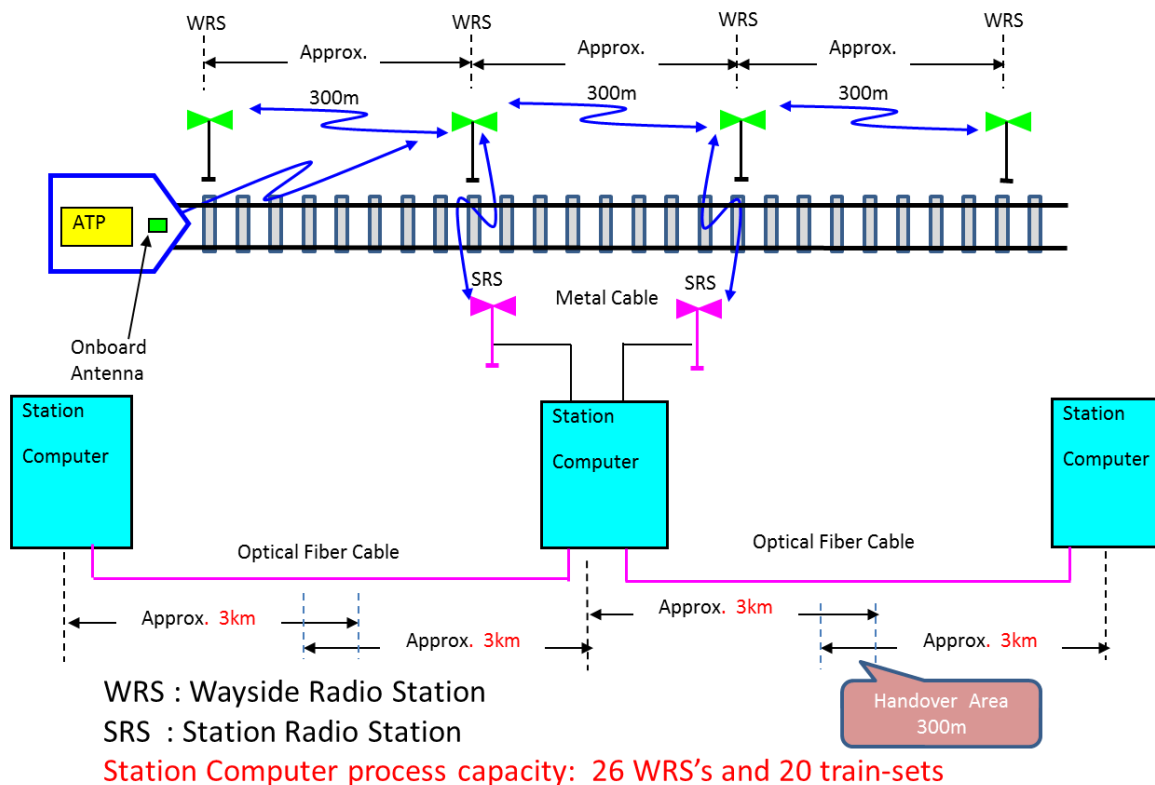 WRS
WRS
WRS
WRS
Approx.
Approx.
Approx.
300m
300m
300m
ATP
SRS
SRS
Metal Cable
Onboard
Antenna
Station
Computer
Station
Computer
Station
Computer
Optical Fiber Cable
Optical Fiber Cable
Approx. 3km
Approx. 3km
Approx. 3km
Approx. 3km
Handover Area
300m
WRS : Wayside Radio Station
SRS : Station Radio Station
Station Computer process capacity: 26 WRS's and 20 train-sets